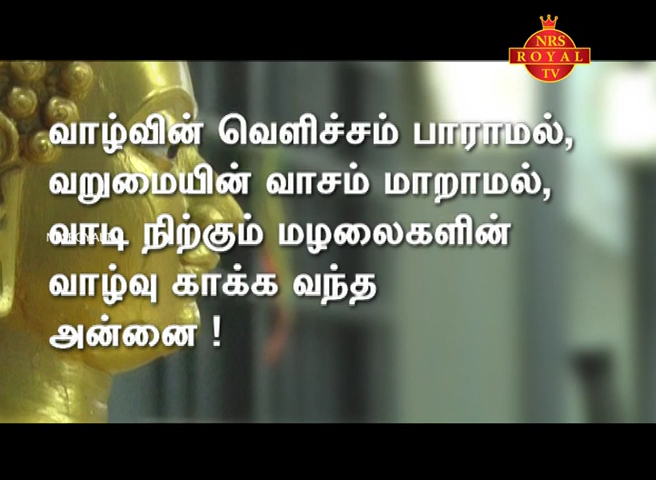 NRS
ROYAL
TV
வாழ்வின் வெளிச்சம் பாராமல்,
வறுமையின் வாசம் மாறாமல்,
வாடி நிற்கும் மழலைகளின்
வாழ்வு காக்க வந்த
அன்னை !